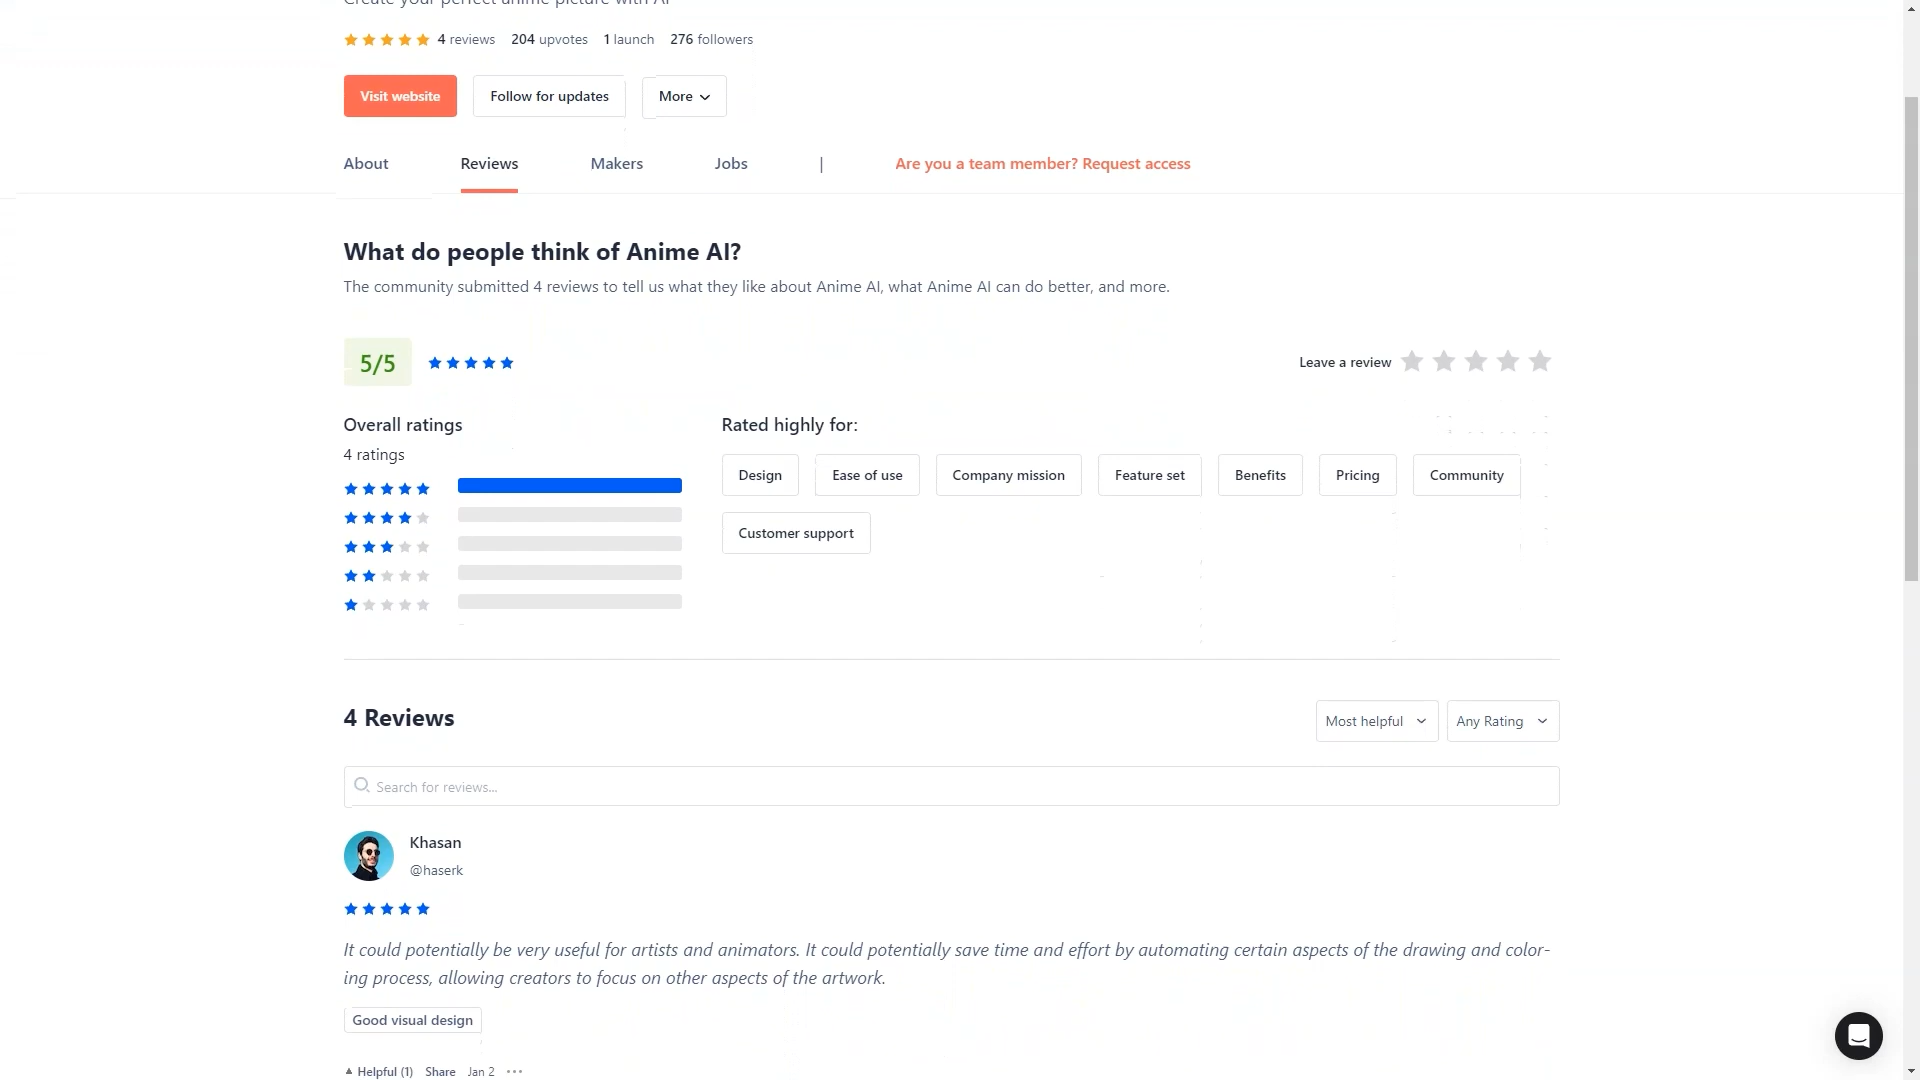 Create your perfect anime picture with AI
4 reviews 204 upvotes 1 launch 276 followers
Visit website Follow for updates More
About Reviews Makers Jobs | Are you a team member? Request access
What do people think of Anime AI?
The community submitted 4 reviews to tell us what they like about Anime AI, what Anime AI can do better, and more.
5/5 Leave a review
Overall ratings Rated highly for:
4 ratings
Design Ease of use Company mission Feature set Benefits Pricing Community
Customer support
4 Reviews Most helpful Any Rating
Search for reviews...
Khasan
@haserk
It could potentially be very useful for artists and animators. It could potentially save time and effort by automating certain aspects of the drawing and color-
ing process, allowing creators to focus on other aspects of the artwork.
Good visual design
Helpful (1) Share Jan 2 •••